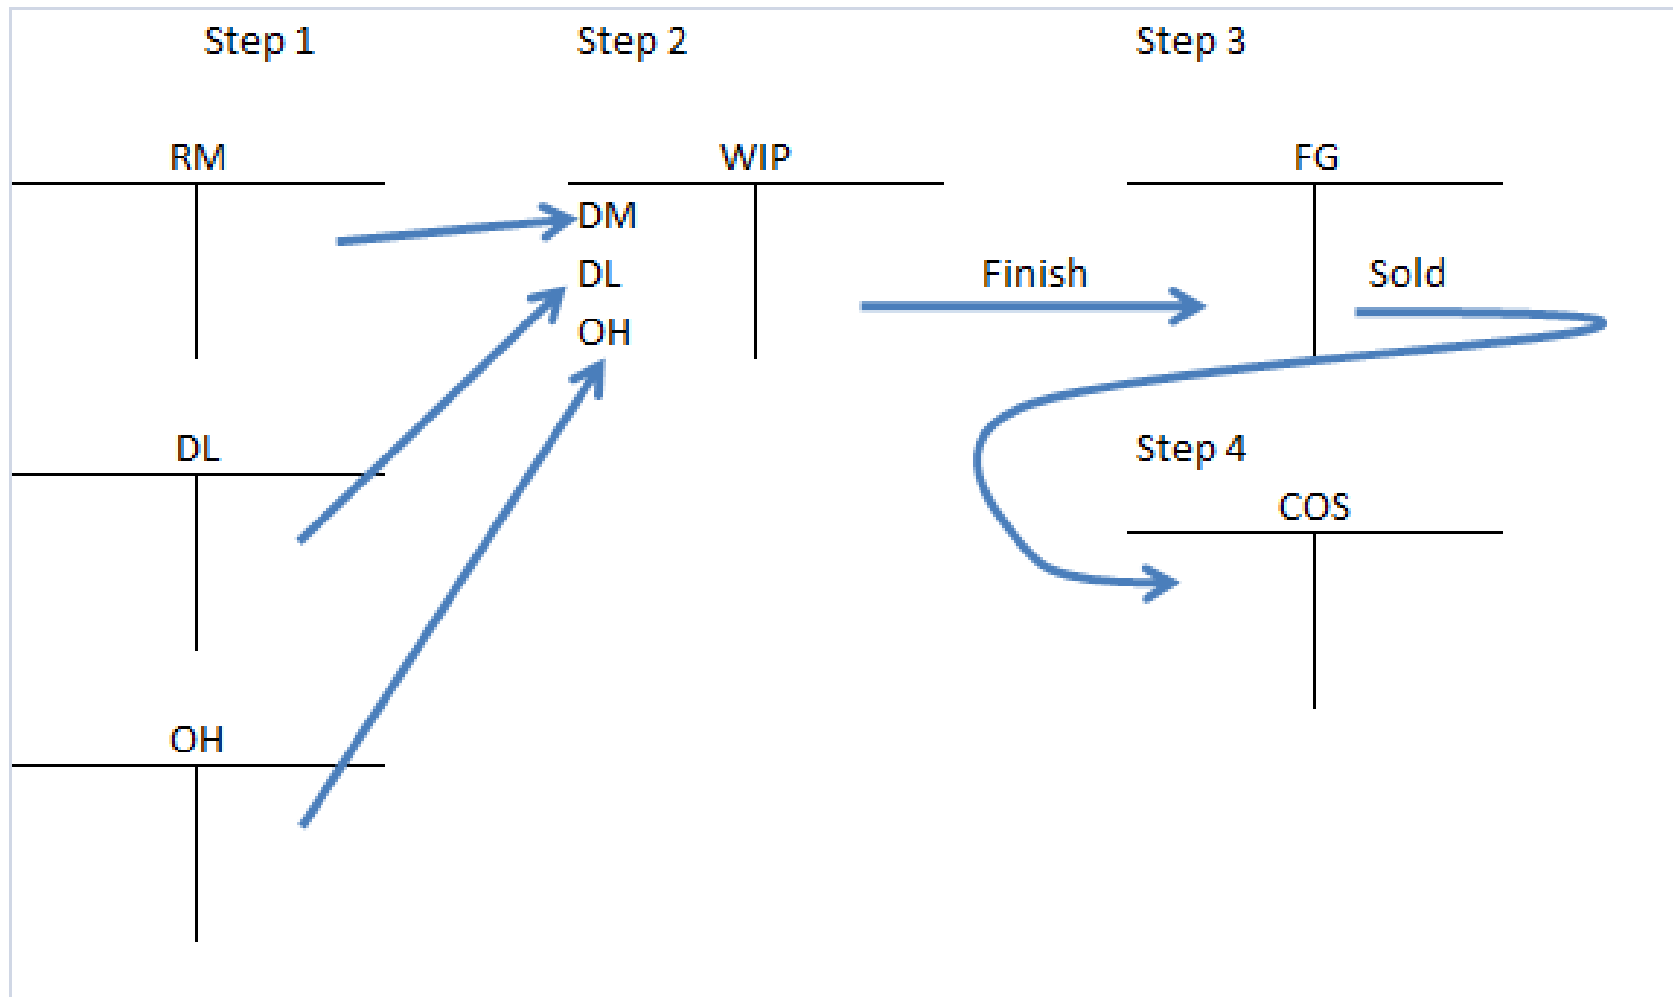 Step 1 Step 2 Step 3
RM WIP FG
DM
DL
OH
Finish Sold
DL
Step 4
COS
OH